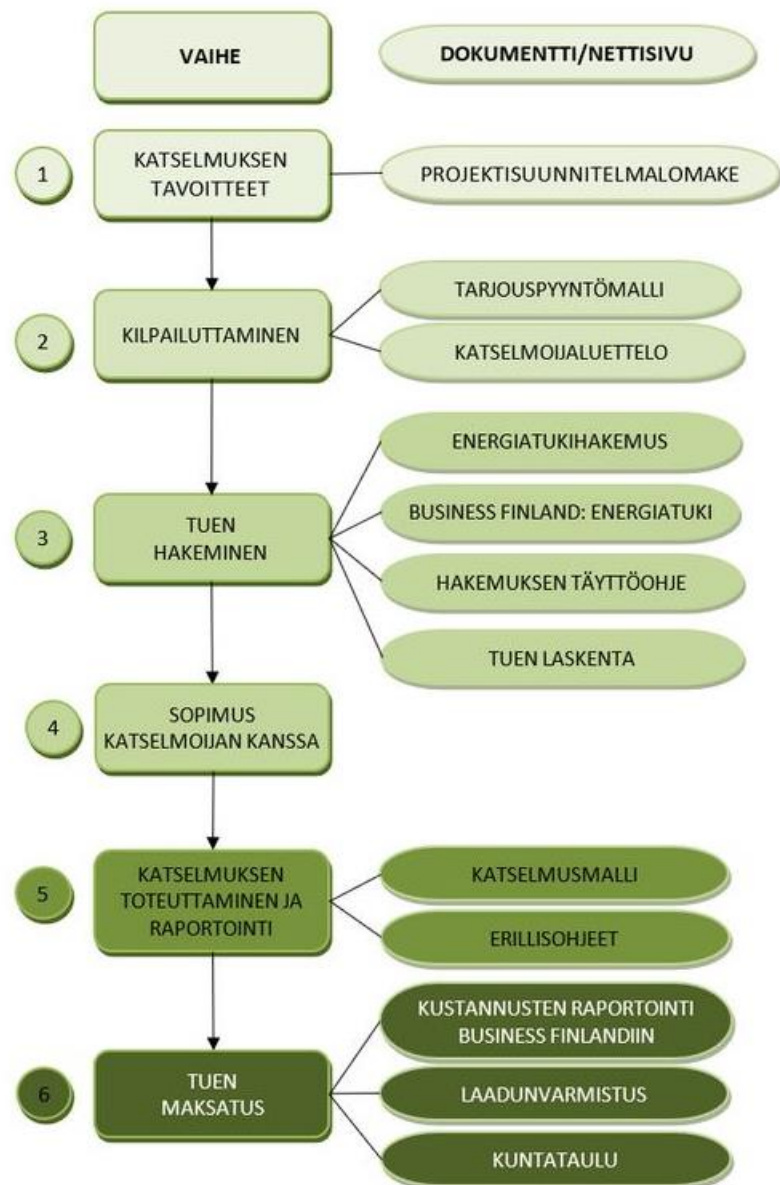 VAIHE
DOKUMENTTI/NETTISIVU
1
KATSELMUKSEN
TAVOITTEET
PROJEKTISUUNNITELMALOMAKE
2
KILPAILUTTAMINEN
TARJOUSPYYNTÖMALLI
KATSELMOIJALUETTELO
3
TUEN
HAKEMINEN
ENERGIATUKIHAKEMUS
BUSINESS FINLAND: ENERGIATUKI
HAKEMUKSEN TÄYTTÖOHJE
TUEN LASKENTA
4
SOPIMUS
KATSELMOIJAN KANSSA
5
KATSELMUKSEN
TOTEUTTAMINEN JA
RAPORTOINTI
KATSELMUSMALLI
ERILLISOHJEET
6
TUEN
MAKSATUS
KUSTANNUSTEN RAPORTOINTI
BUSINESS FINLANDIIN
LAADUNVARMISTUS
KUNTATAULU